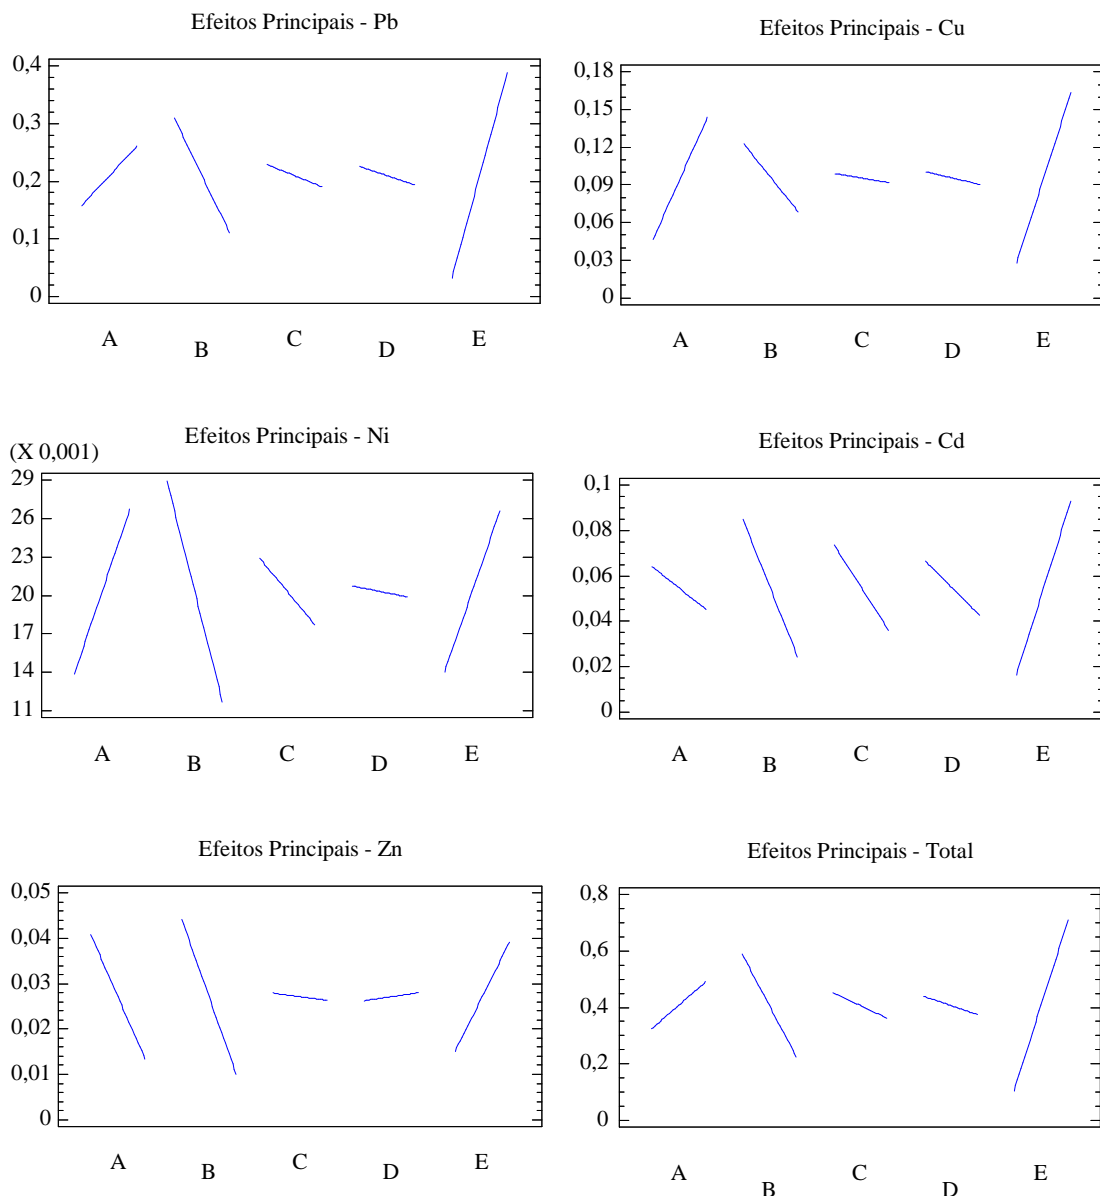 Efeitos Principais - Pb
0,4
0,3
0,2
0,1
0
A B C D E
Efeitos Principais - Cu
0,18
0,15
0,12
0,09
0,06
0,03
0
A B C D E
Efeitos Principais - Ni
(X 0,001)
29
26
23
20
17
14
11
A B C D E
Efeitos Principais - Cd
0,1
0,08
0,06
0,04
0,02
0
A B C D E
Efeitos Principais - Zn
0,05
0,04
0,03
0,02
0,01
0
A B C D E
Efeitos Principais - Total
0,8
0,6
0,4
0,2
0
A B C D E